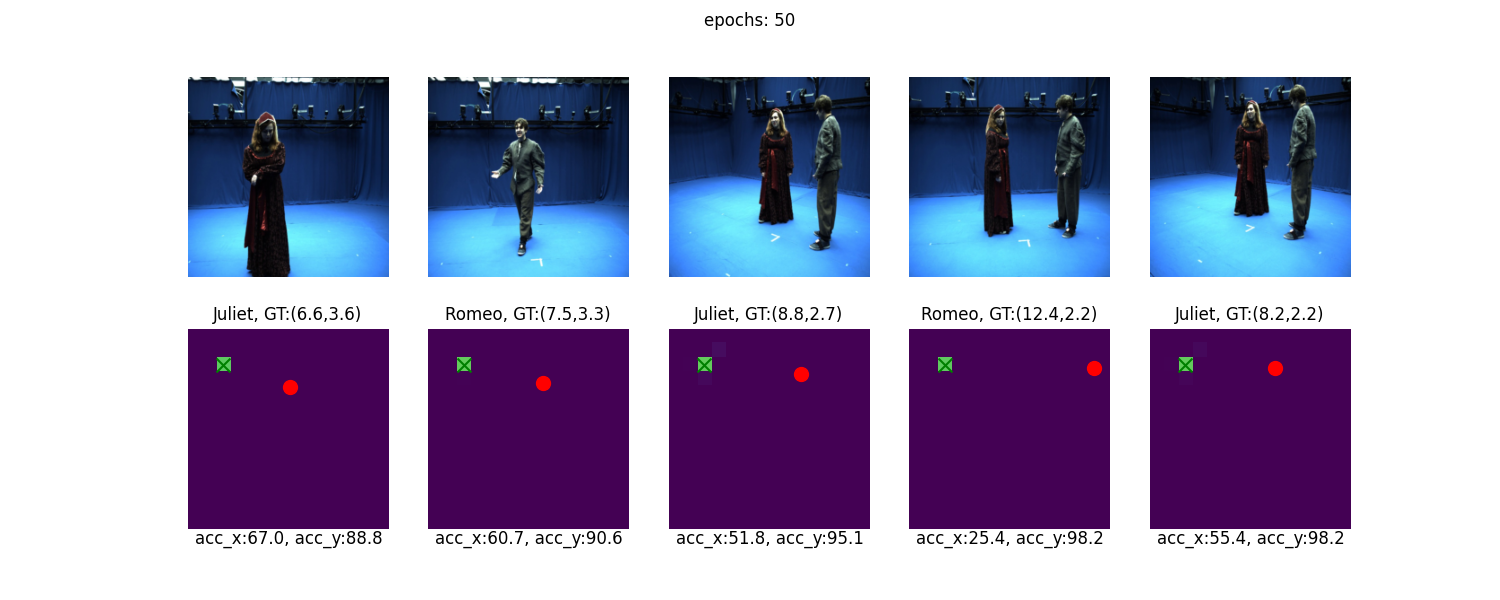 epochs: 50
Juliet, GT:(6.6,3.6)
Romeo, GT:(7.5,3.3)
Juliet, GT:(8.8,2.7)
Romeo, GT:(12.4,2.2)
Juliet, GT:(8.2,2.2)
acc_x:67.0, acc_y:88.8
acc_x:60.7, acc_y:90.6
acc_x:51.8, acc_y:95.1
acc_x:25.4, acc_y:98.2
acc_x:55.4, acc_y:98.2